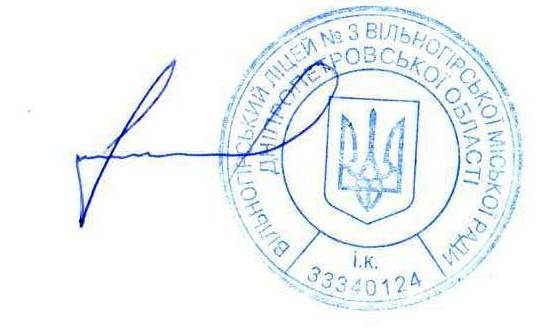 ВІЛЬНОГІРСЬКИЙ ЛІЦЕЙ № 3 ВІЛЬНОГІРСЬКОЇ МІСЬКОЇ РАДИ
ДНІПРОПЕТРОВСЬКОЇ ОБЛАСТІ
і.к.
33340124